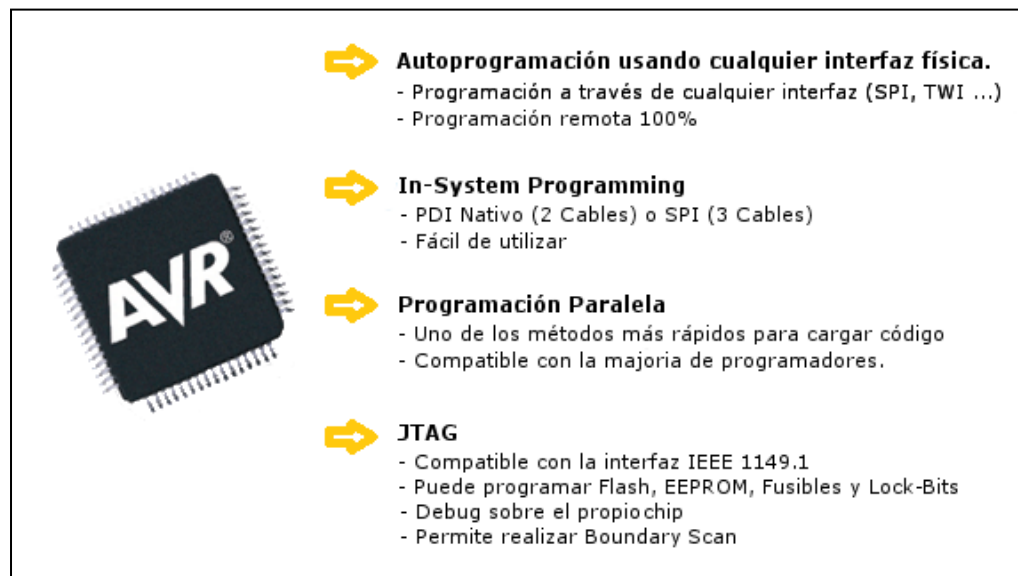 Autoprogramación usando cualquier interfaz física.
- Programación a través de cualquier interfaz (SPI, TWI ...)
- Programación remota 100%
In-System Programming
- PDI Nativo (2 Cables) o SPI (3 Cables)
- Fácil de utilizar
AVR®
Programación Paralela
- Uno de los métodos más rápidos para cargar código
- Compatible con la majoria de programadores.
JTAG
- Compatible con la interfaz IEEE 1149.1
- Puede programar Flash, EEPROM, Fusibles y Lock-Bits
- Debug sobre el propiochip
- Permite realizar Boundary Scan